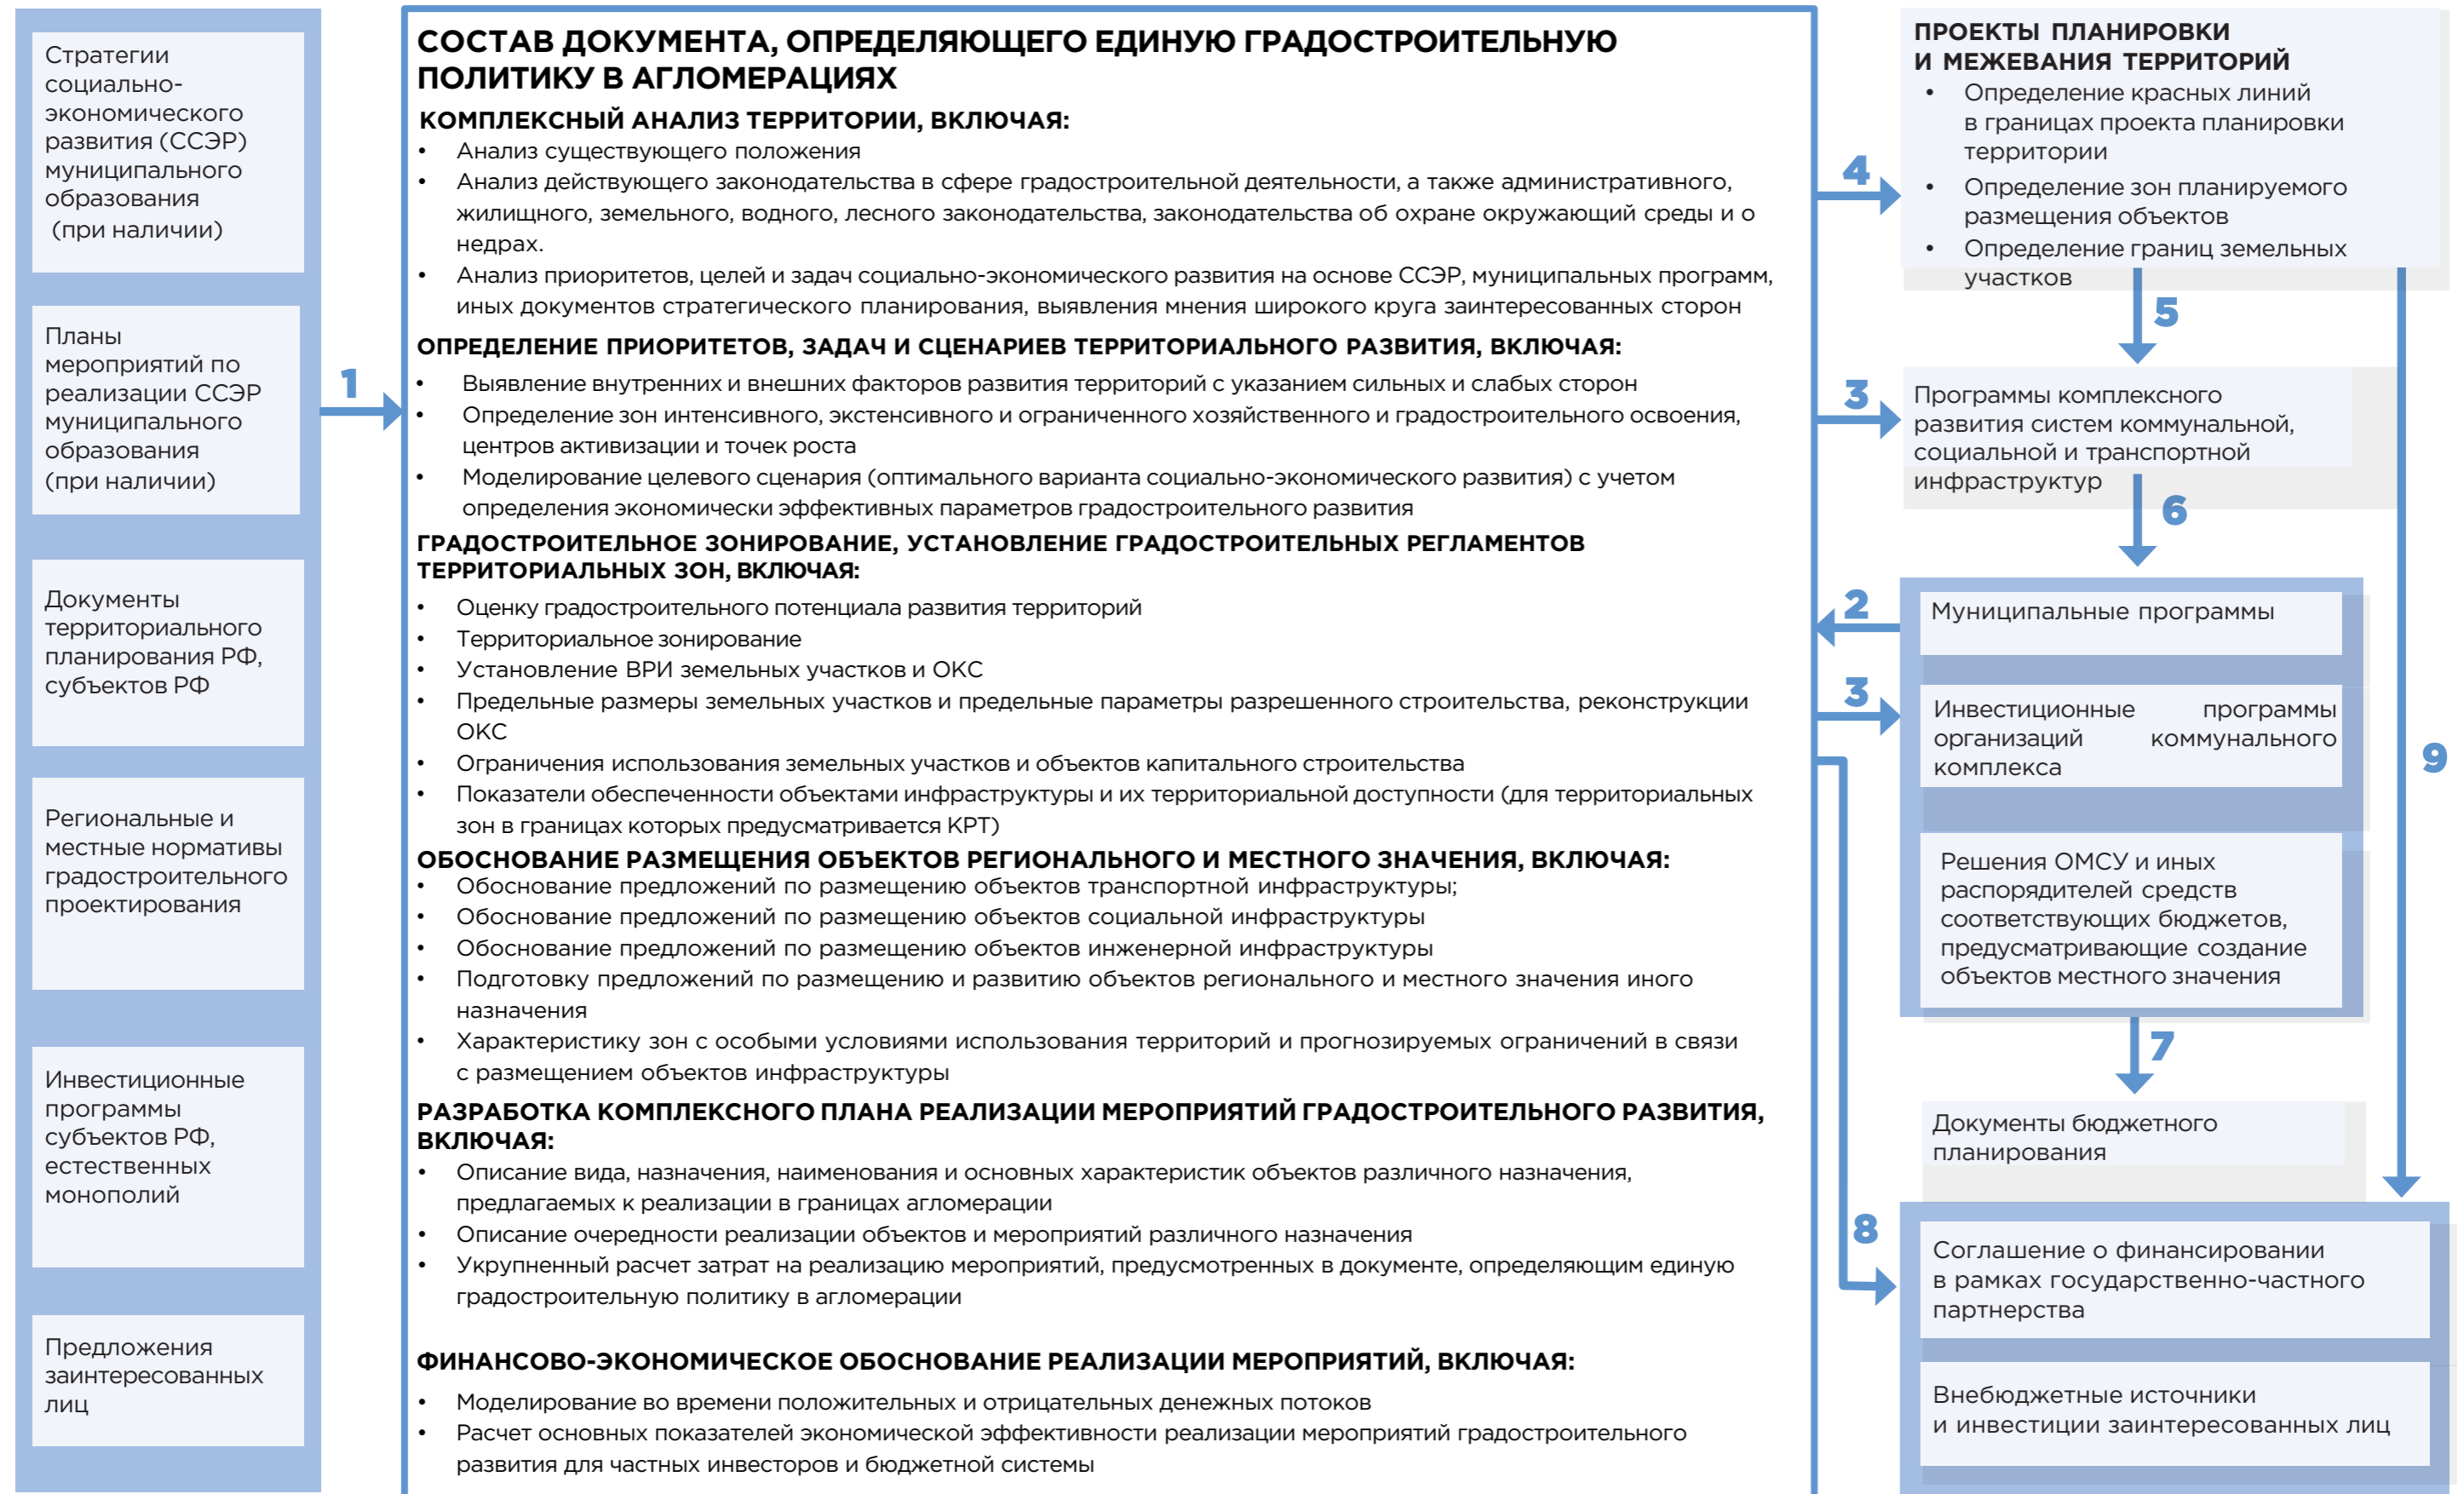 Стратегии
социально-
экономического
развития (ССЭР)
муниципального
образования
(при наличии)
Планы
мероприятий по
реализации ССЭР
муниципального
образования
(при наличии)
Документы
территориального
планирования РФ,
субъектов РФ
Региональные и
местные нормативы
градостроительного
проектирования
Инвестиционные
программы
субъектов РФ,
естественных
монополий
Предложения
заинтересованных
лиц
1
СОСТАВ ДОКУМЕНТА, ОПРЕДЕЛЯЮЩЕГО ЕДИНУЮ ГРАДОСТРОИТЕЛЬНУЮ
ПОЛИТИКУ В АГЛОМЕРАЦИЯХ
КОМПЛЕКСНЫЙ АНАЛИЗ ТЕРРИТОРИИ, ВКЛЮЧАЯ:
• Анализ существующего положения
• Анализ действующего законодательства в сфере градостроительной деятельности, а также административного,
жилищного, земельного, водного, лесного законодательства, законодательства об охране окружающий среды и о
недрах.
• Анализ приоритетов, целей и задач социально-экономического развития на основе ССЭР, муниципальных программ,
иных документов стратегического планирования, выявления мнения широкого круга заинтересованных сторон
ОПРЕДЕЛЕНИЕ ПРИОРИТЕТОВ, ЗАДАЧ И СЦЕНАРИЕВ ТЕРРИТОРИАЛЬНОГО РАЗВИТИЯ, ВКЛЮЧАЯ:
• Выявление внутренних и внешних факторов развития территорий с указанием сильных и слабых сторон
• Определение зон интенсивного, экстенсивного и ограниченного хозяйственного и градостроительного освоения,
центров активизации и точек роста
• Моделирование целевого сценария (оптимального варианта социально-экономического развития) с учетом
определения экономически эффективных параметров градостроительного развития
ГРАДОСТРОИТЕЛЬНОЕ ЗОНИРОВАНИЕ, УСТАНОВЛЕНИЕ ГРАДОСТРОИТЕЛЬНЫХ РЕГЛАМЕНТОВ
ТЕРРИТОРИАЛЬНЫХ ЗОН, ВКЛЮЧАЯ:
• Оценку градостроительного потенциала развития территорий
• Территориальное зонирование
• Установление ВРИ земельных участков и ОКС
• Предельные размеры земельных участков и предельные параметры разрешенного строительства, реконструкции
ОКС
• Ограничения использования земельных участков и объектов капитального строительства
• Показатели обеспеченности объектами инфраструктуры и их территориальной доступности (для территориальных
зон в границах которых предусматривается КРТ)
ОБОСНОВАНИЕ РАЗМЕЩЕНИЯ ОБЪЕКТОВ РЕГИОНАЛЬНОГО И МЕСТНОГО ЗНАЧЕНИЯ, ВКЛЮЧАЯ:
• Обоснование предложений по размещению объектов транспортной инфраструктуры;
• Обоснование предложений по размещению объектов социальной инфраструктуры
• Обоснование предложений по размещению объектов инженерной инфраструктуры
• Подготовку предложений по размещению и развитию объектов регионального и местного значения иного
назначения
• Характеристику зон с особыми условиями использования территорий и прогнозируемых ограничений в связи
с размещением объектов инфраструктуры
РАЗРАБОТКА КОМПЛЕКСНОГО ПЛАНА РЕАЛИЗАЦИИ МЕРОПРИЯТИЙ ГРАДОСТРОИТЕЛЬНОГО РАЗВИТИЯ,
ВКЛЮЧАЯ:
• Описание вида, назначения, наименования и основных характеристик объектов различного назначения,
предлагаемых к реализации в границах агломерации
• Описание очередности реализации объектов и мероприятий различного назначения
• Укрупненный расчет затрат на реализацию мероприятий, предусмотренных в документе, определяющим единую
градостроительную политику в агломерации
ФИНАНСОВО-ЭКОНОМИЧЕСКОЕ ОБОСНОВАНИЕ РЕАЛИЗАЦИИ МЕРОПРИЯТИЙ, ВКЛЮЧАЯ:
• Моделирование во времени положительных и отрицательных денежных потоков
• Расчет основных показателей экономической эффективности реализации мероприятий градостроительного
развития для частных инвесторов и бюджетной системы
4
3
2
3
8
ПРОЕКТЫ ПЛАНИРОВКИ
И МЕЖЕВАНИЯ ТЕРРИТОРИЙ
• Определение красных линий
в границах проекта планировки
территории
• Определение зон планируемого
размещения объектов
• Определение границ земельных
участков
5
Программы комплексного
развития систем коммунальной,
социальной и транспортной
инфраструктур
6
Муниципальные программы
Инвестиционные программы
организаций коммунального
комплекса
9
Решения ОМСУ и иных
распорядителей средств
соответствующих бюджетов,
предусматривающие создание
объектов местного значения
7
Документы бюджетного
планирования
Соглашение о финансировании
в рамках государственно-частного
партнерства
Внебюджетные источники
и инвестиции заинтересованных лиц